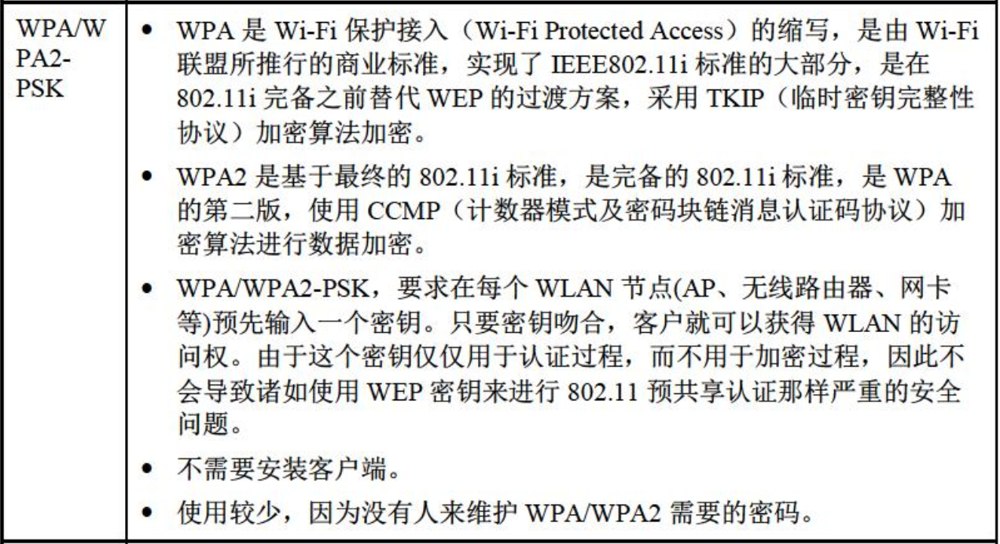 WPA/W
PA2-
PSK
• WPA 是 Wi-Fi 保护接入（Wi-Fi Protected Access）的缩写，是由 Wi-Fi
联盟所推行的商业标准，实现了 IEEE802.11i 标准的大部分，是在
802.11i 完备之前替代 WEP 的过渡方案，采用 TKIP（临时密钥完整性
协议）加密算法加密。
• WPA2 是基于最终的 802.11i 标准，是完备的 802.11i 标准，是 WPA
的第二版，使用 CCMP（计数器模式及密码块链消息认证码协议）加
密算法进行数据加密。
• WPA/WPA2-PSK，要求在每个 WLAN 节点(AP、无线路由器、网卡
等)预先输入一个密钥。只要密钥吻合，客户就可以获得 WLAN 的访
问权。由于这个密钥仅仅用于认证过程，而不用于加密过程，因此不
会导致诸如使用 WEP 密钥来进行 802.11 预共享认证那样严重的安全
问题。
• 不需要安装客户端。
• 使用较少，因为没有人来维护 WPA/WPA2 需要的密码。